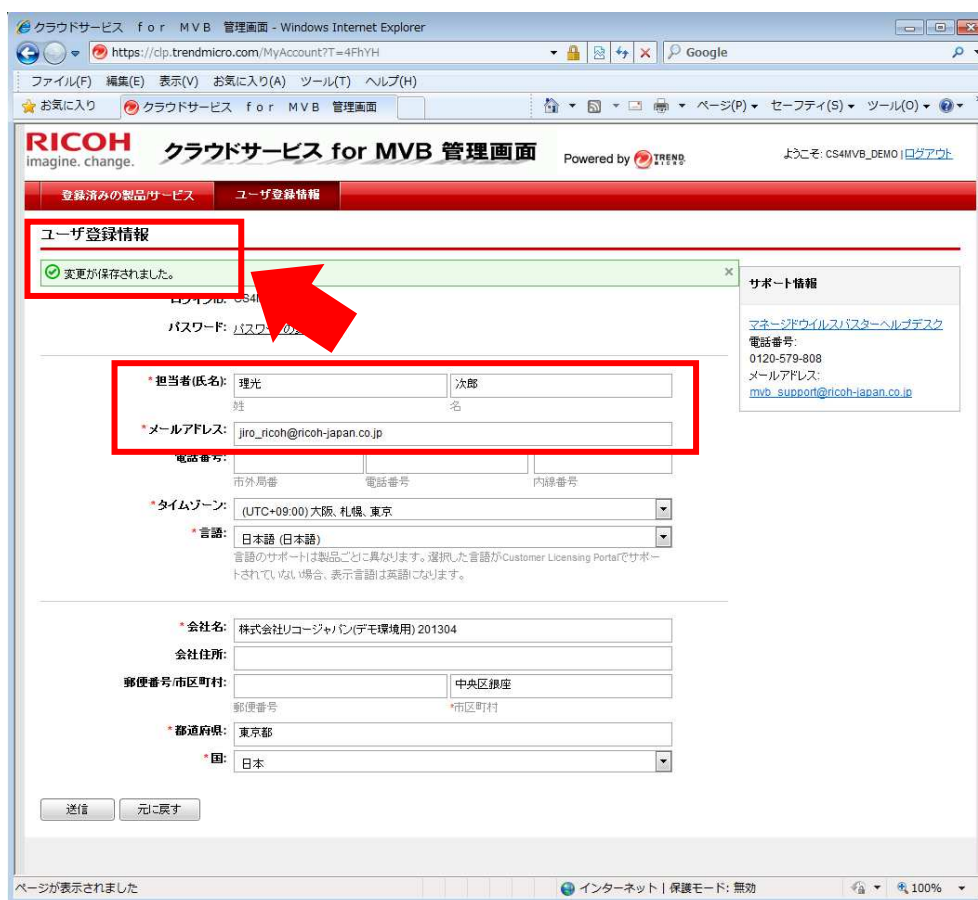 クラウドサービス for MVB 管理画面 - Windows Internet Explorer
https://clp.trendmicro.com/MyAccount?T=4FhYH
Google
ファイル(F) 編集(E) 表示(V) お気に入り(A) ツール(T) ヘルプ(H)
お気に入り
クラウドサービス for MVB 管理画面
ページ(P) セーフティ(S) ツール(O)
RICOH
imagine. change.
クラウドサービス for MVB 管理画面
Powered by TREND MICRO
ようこそ: CS4MVB_DEMO | ログアウト
登録済みの製品/サービス ユーザ登録情報
ユーザ登録情報
変更が保存されました。
サポート情報
マネージドウイルスバスターヘルプデスク
電話番号:
0120-579-808
メールアドレス:
mvb_support@ricoh-japan.co.jp
ログインID:
パスワード:
*担当者(氏名): 理光 次郎
姓 名
*メールアドレス: jiro_ricoh@ricoh-japan.co.jp
電話番号:
市外局番 電話番号 内線番号
*タイムゾーン: (UTC+09:00) 大阪、札幌、東京
*言語: 日本語 (日本語)
言語のサポートは製品ごとに異なります。選択した言語がCustomer Licensing Portalでサポー
トされていない場合、表示言語は英語になります。
*会社名: 株式会社リコージャパン(デモ環境用) 201304
会社住所:
郵便番号/市区町村: 中央区銀座
郵便番号 *市区町村
*都道府県: 東京都
*国: 日本
送信 元に戻す
ページが表示されました
インターネット | 保護モード: 無効
100%